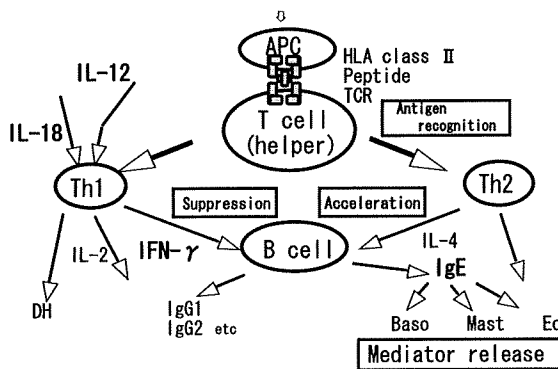 APC
HLA class II
Peptide
TCR
IL-12
IL-18
T cell
(helper)
Antigen
recognition
Th1
Th2
Suppression
Acceleration
IL-2
IFN-γ
B cell
IL-4
IgE
DH
IgG1
IgG2 etc
Baso
Mast
Eo
Mediator release